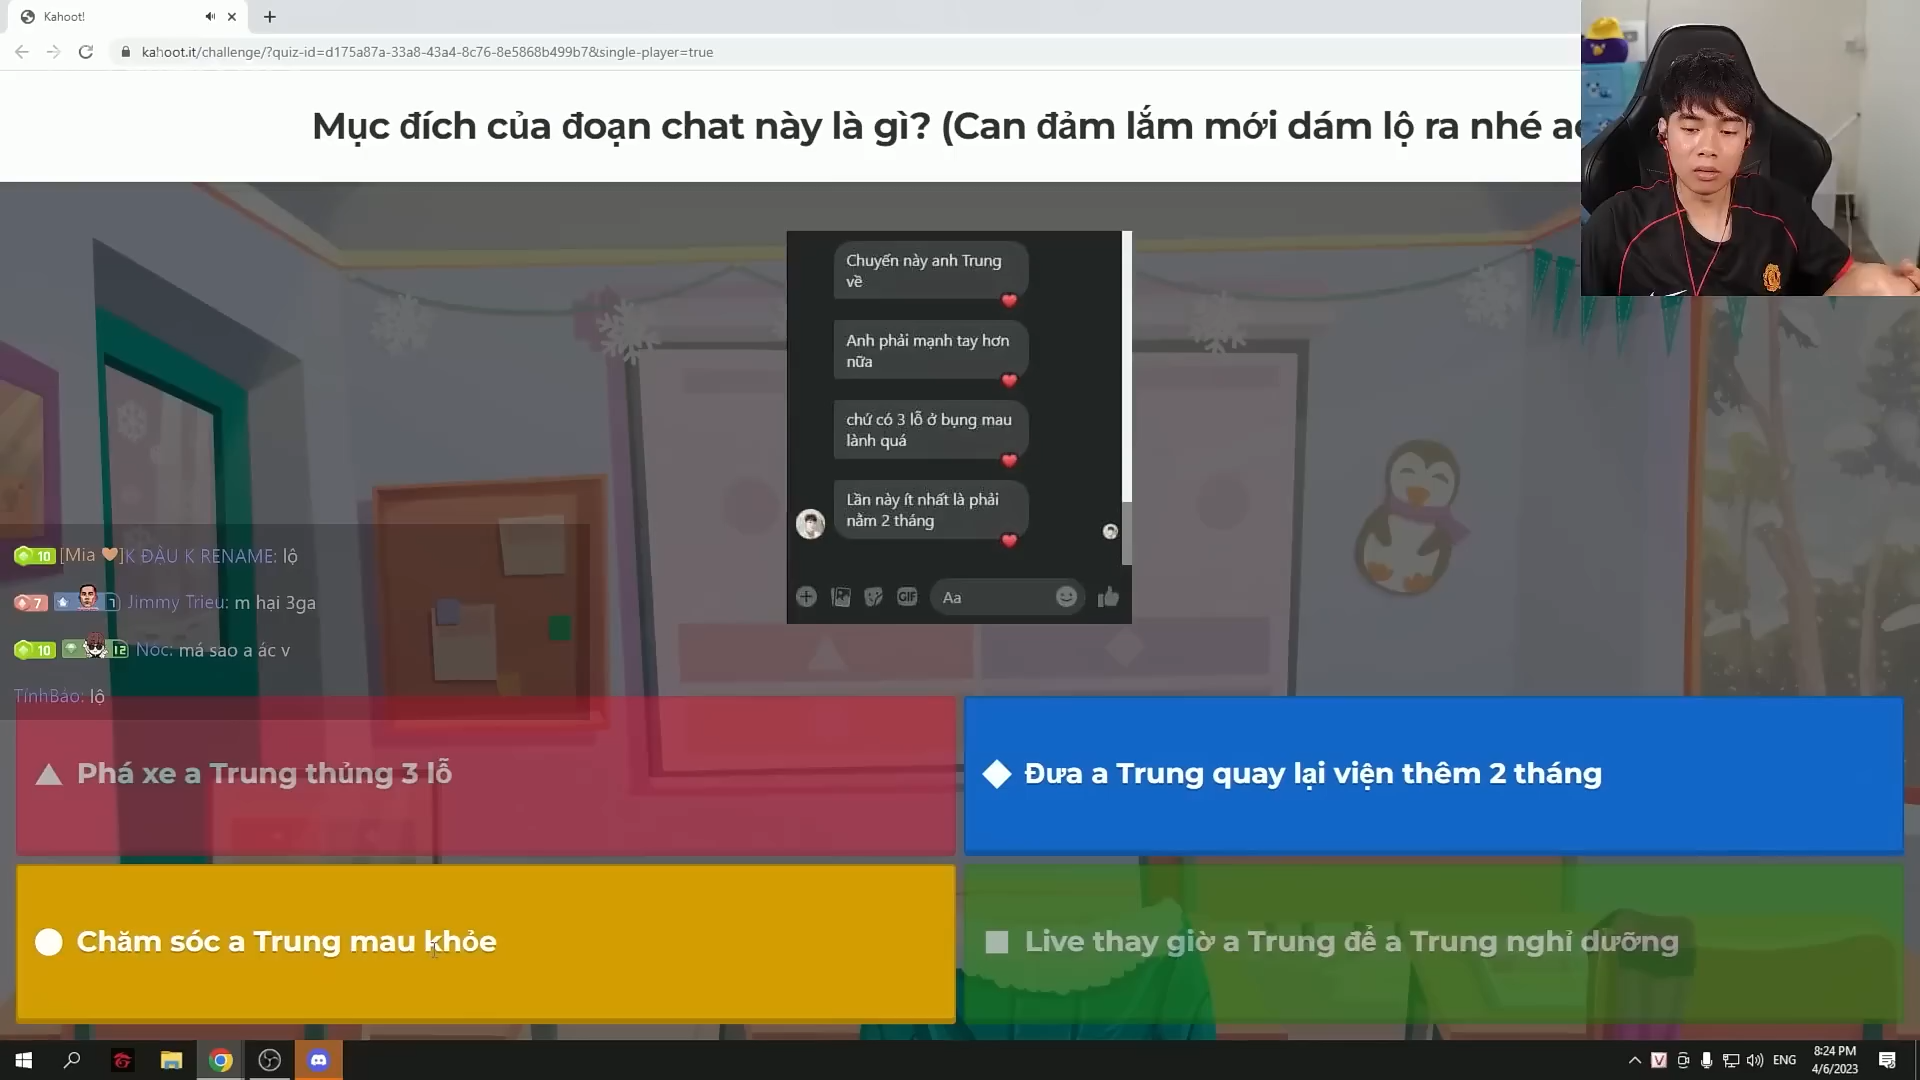 Kahoot!
kahoot.it/challenge/?quiz-id=d175a87a-33a8-43a4-8c76-8e5868b499b7&single-player=true
Mục đích của đoạn chat này là gì? (Can đảm lắm mới dám lộ ra nhé
Chuyến này anh Trung
về
Anh phải mạnh tay hơn
nữa
chứ có 3 lỗ ở bụng mau
lành quá
Lần này ít nhất là phải
nằm 2 tháng
GIF
Aa
10 [Mia 🧡]K ĐẬU K RENAME: lộ
7 7 Jimmy Trieu: m hại 3ga
10 12 Noc: má sao a ác v
TínhBảo: lộ
Phá xe a Trung thủng 3 lỗ
Đưa a Trung quay lại viện thêm 2 tháng
Chăm sóc a Trung mau khỏe
Live thay giờ a Trung để a Trung nghỉ dưỡng
V
ENG
8:24 PM
4/6/2023